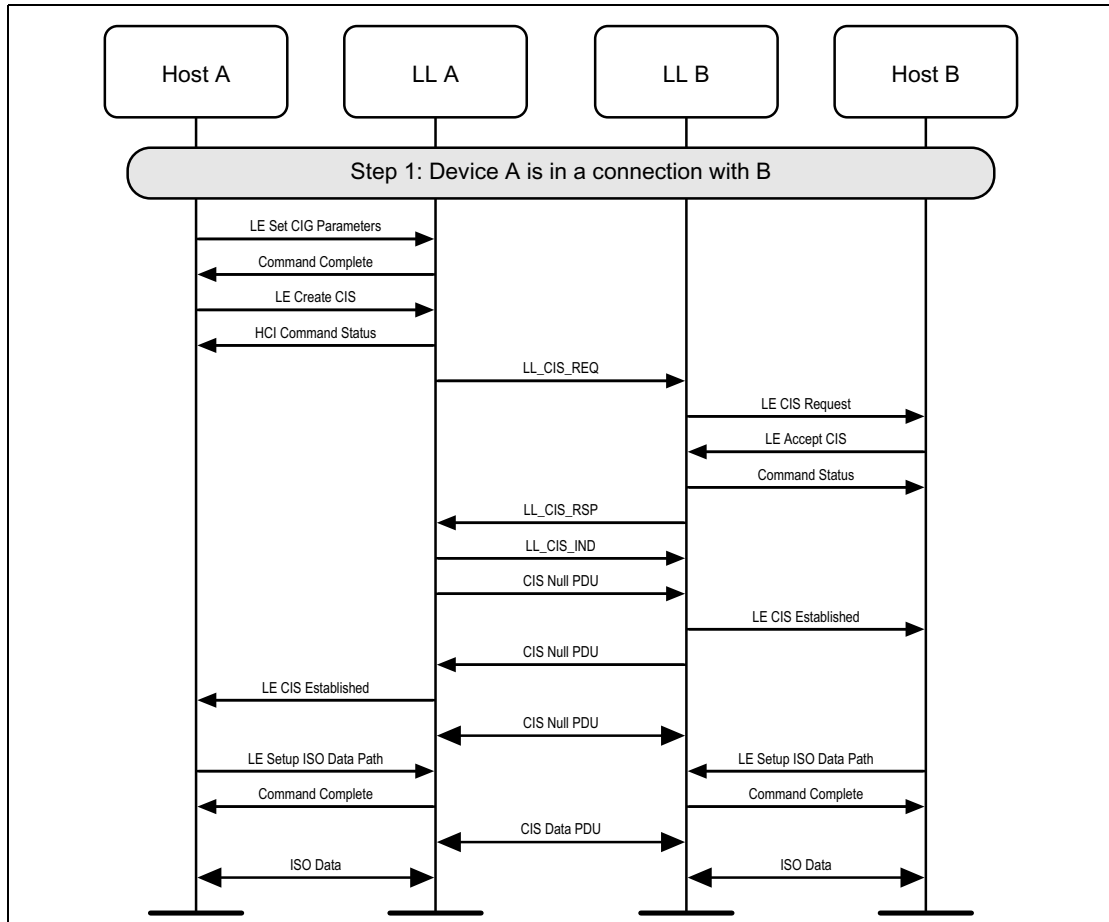 Host A
LL A
LL B
Host B
Step 1: Device A is in a connection with B
LE Set CIG Parameters
Command Complete
LE Create CIS
HCI Command Status
LL_CIS_REQ
LE CIS Request
LE Accept CIS
Command Status
LL_CIS_RSP
LL_CIS_IND
CIS Null PDU
LE CIS Established
CIS Null PDU
LE CIS Established
CIS Null PDU
LE Setup ISO Data Path
LE Setup ISO Data Path
Command Complete
Command Complete
CIS Data PDU
ISO Data
ISO Data